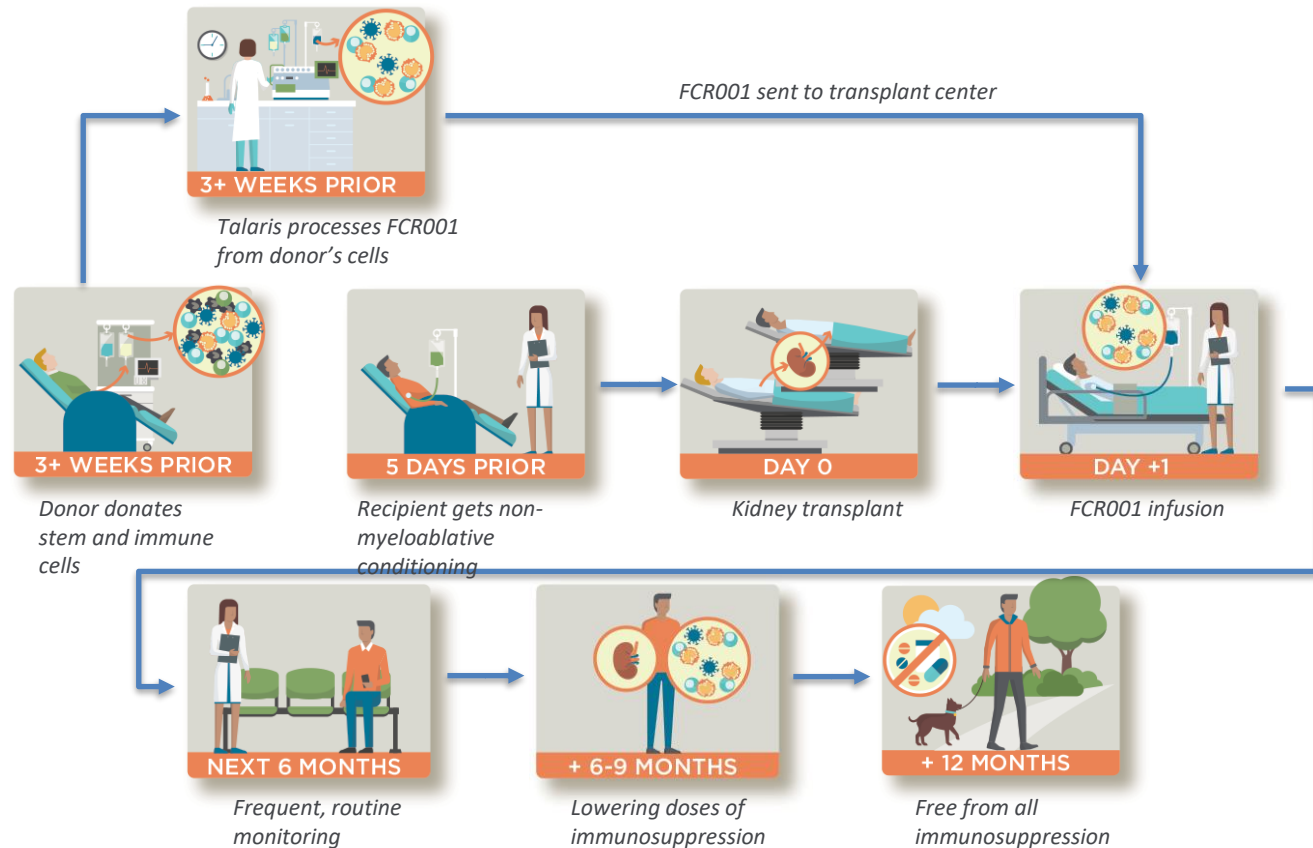 FCR001 sent to transplant center
3+ WEEKS PRIOR
Talaris processes FCR001
from donor’s cells
3+ WEEKS PRIOR
Donor donates
stem and immune
cells
5 DAYS PRIOR
Recipient gets non-
myeloablative
conditioning
DAY 0
Kidney transplant
DAY +1
FCR001 infusion
NEXT 6 MONTHS
Frequent, routine
monitoring
+ 6-9 MONTHS
Lowering doses of
immunosuppression
+ 12 MONTHS
Free from all
immunosuppression